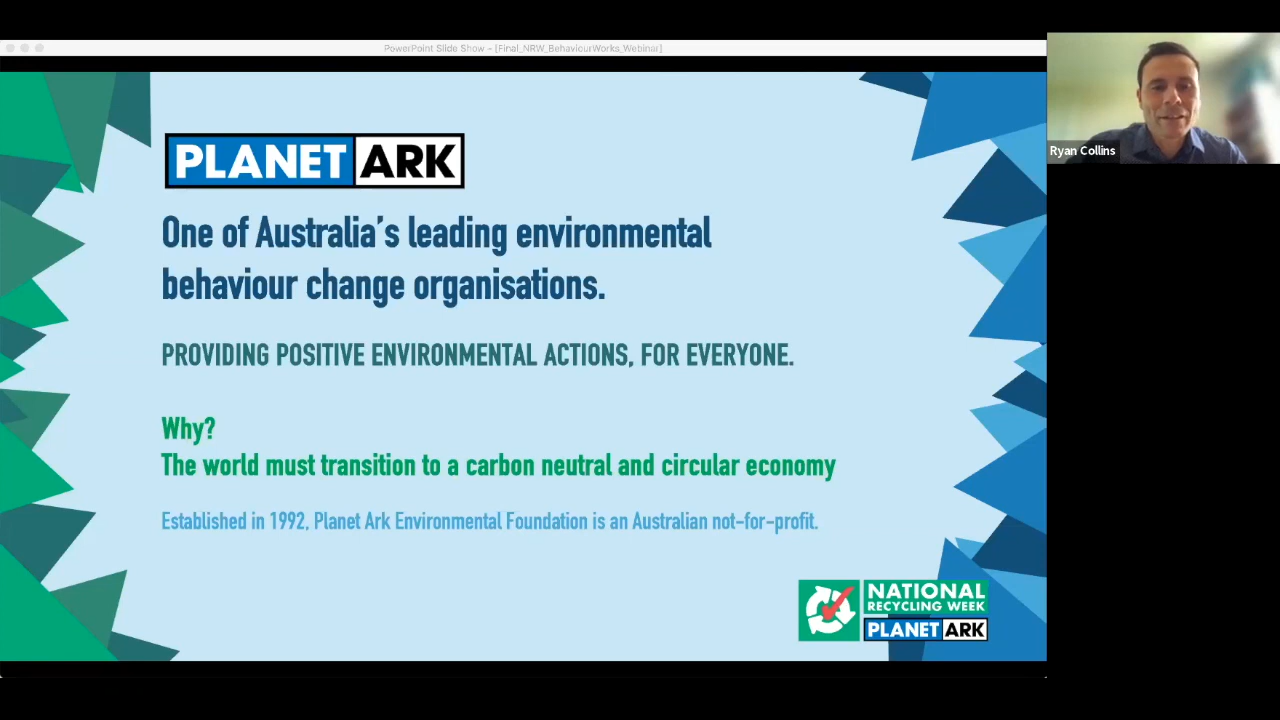 PowerPoint Slide Show - [Final_NRW_BehaviourWorks_Webinar]
PLANET ARK
One of Australia's leading environmental
behaviour change organisations.
PROVIDING POSITIVE ENVIRONMENTAL ACTIONS, FOR EVERYONE.
Why?
The world must transition to a carbon neutral and circular economy
Established in 1992, Planet Ark Environmental Foundation is an Australian not-for-profit.
NATIONAL
RECYCLING WEEK
PLANET ARK
Ryan Collins